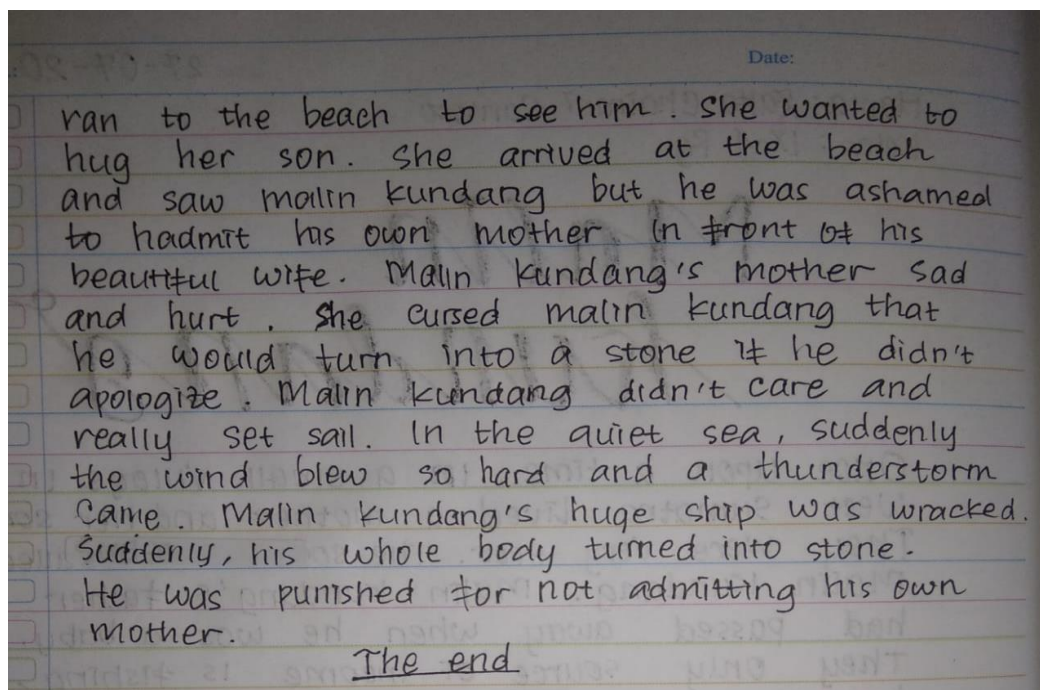 Date:
ran to the beach to see him. She wanted to
hug her son. She arrived at the beach
and saw malin kundang but he was ashamed
to hadmit his own mother in front of his
beautiful wife. Malin kundang's mother sad
and hurt. She cursed malin kundang that
he would turn into a stone if he didn't
apologize. Malin kundang didn't care and
really set sail. In the quiet sea, suddenly
the wind blew so hard and a thunderstorm
Came. Malin kundang's huge ship was wracked.
Suddenly, his whole body turned into stone.
He was punished for not admitting his own
mother.
The end